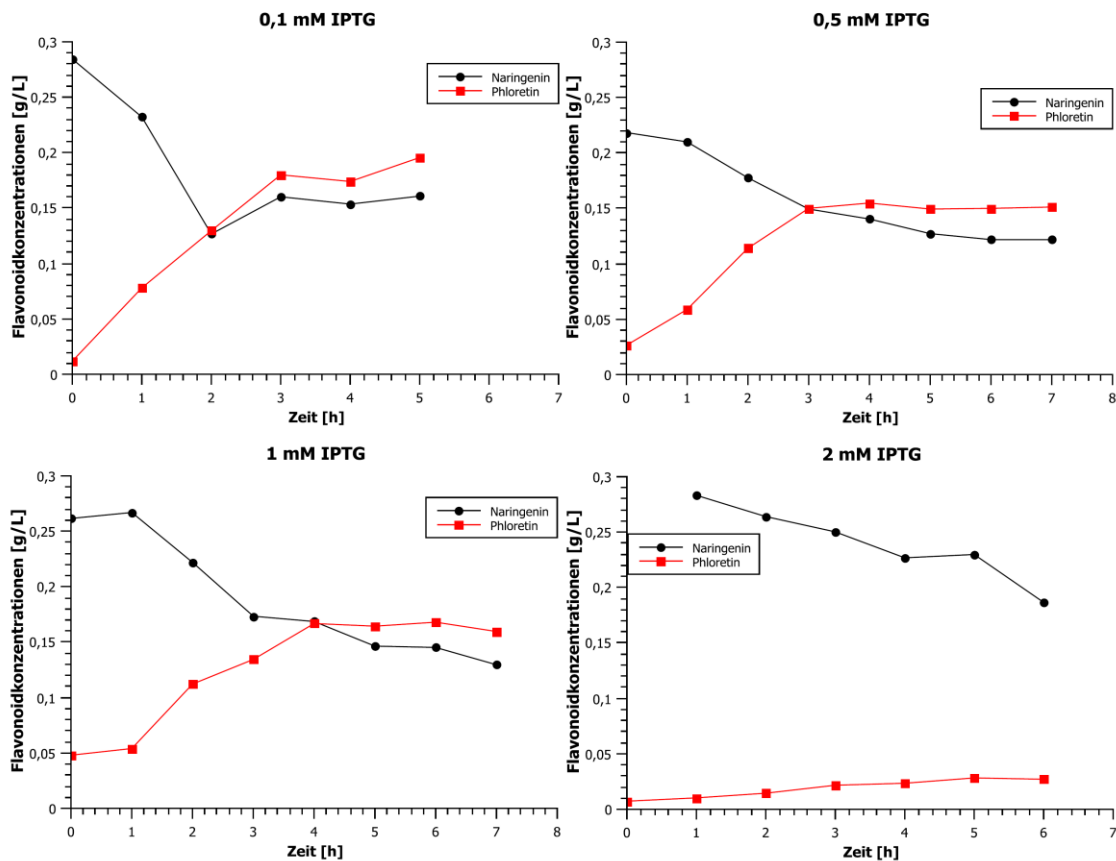 0,1 mM IPTG
Flavonoidkonzentrationen [g/L]
0,3
0,25
0,2
0,15
0,1
0,05
0
Naringenin
Phloretin
0 1 2 3 4 5 6 7
Zeit [h]
0,5 mM IPTG
Flavonoidkonzentrationen [g/L]
0,3
0,25
0,2
0,15
0,1
0,05
0
Naringenin
Phloretin
0 1 2 3 4 5 6 7 8
Zeit [h]
1 mM IPTG
Flavonoidkonzentrationen [g/L]
0,3
0,25
0,2
0,15
0,1
0,05
0
Naringenin
Phloretin
0 1 2 3 4 5 6 7 8
Zeit [h]
2 mM IPTG
Flavonoidkonzentrationen [g/L]
0,3
0,25
0,2
0,15
0,1
0,05
0
Naringenin
Phloretin
0 1 2 3 4 5 6 7
Zeit [h]